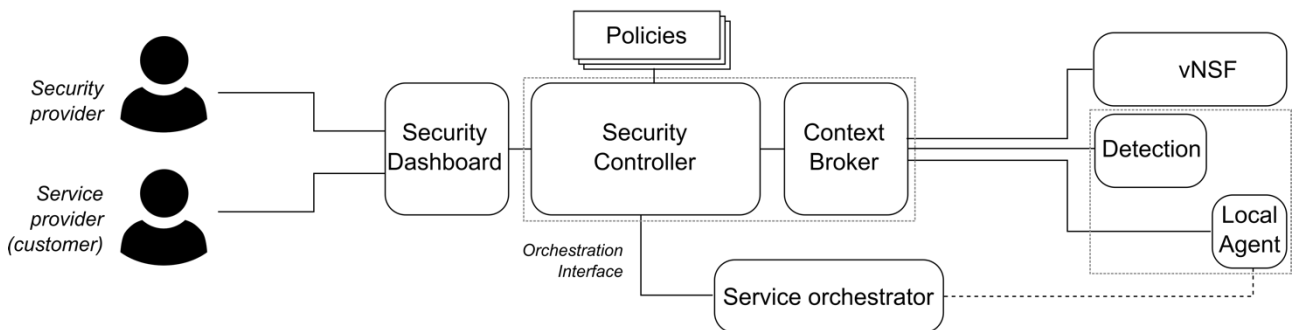 Policies
Security
provider
Service
provider
(customer)
Security
Dashboard
Security
Controller
Context
Broker
vNSF
Detection
Local
Agent
Orchestration
Interface
Service orchestrator